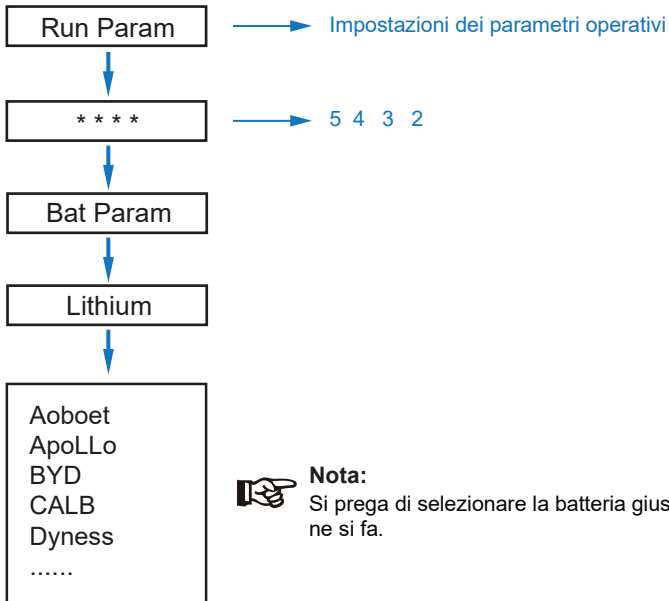 Run Param
Impostazioni dei parametri operativi
* * * *
5 4 3 2
Bat Param
Lithium
Aoboet
ApoLLo
BYD
CALB
Dyness
......
Nota:
Si prega di selezionare la batteria
ne si fa.